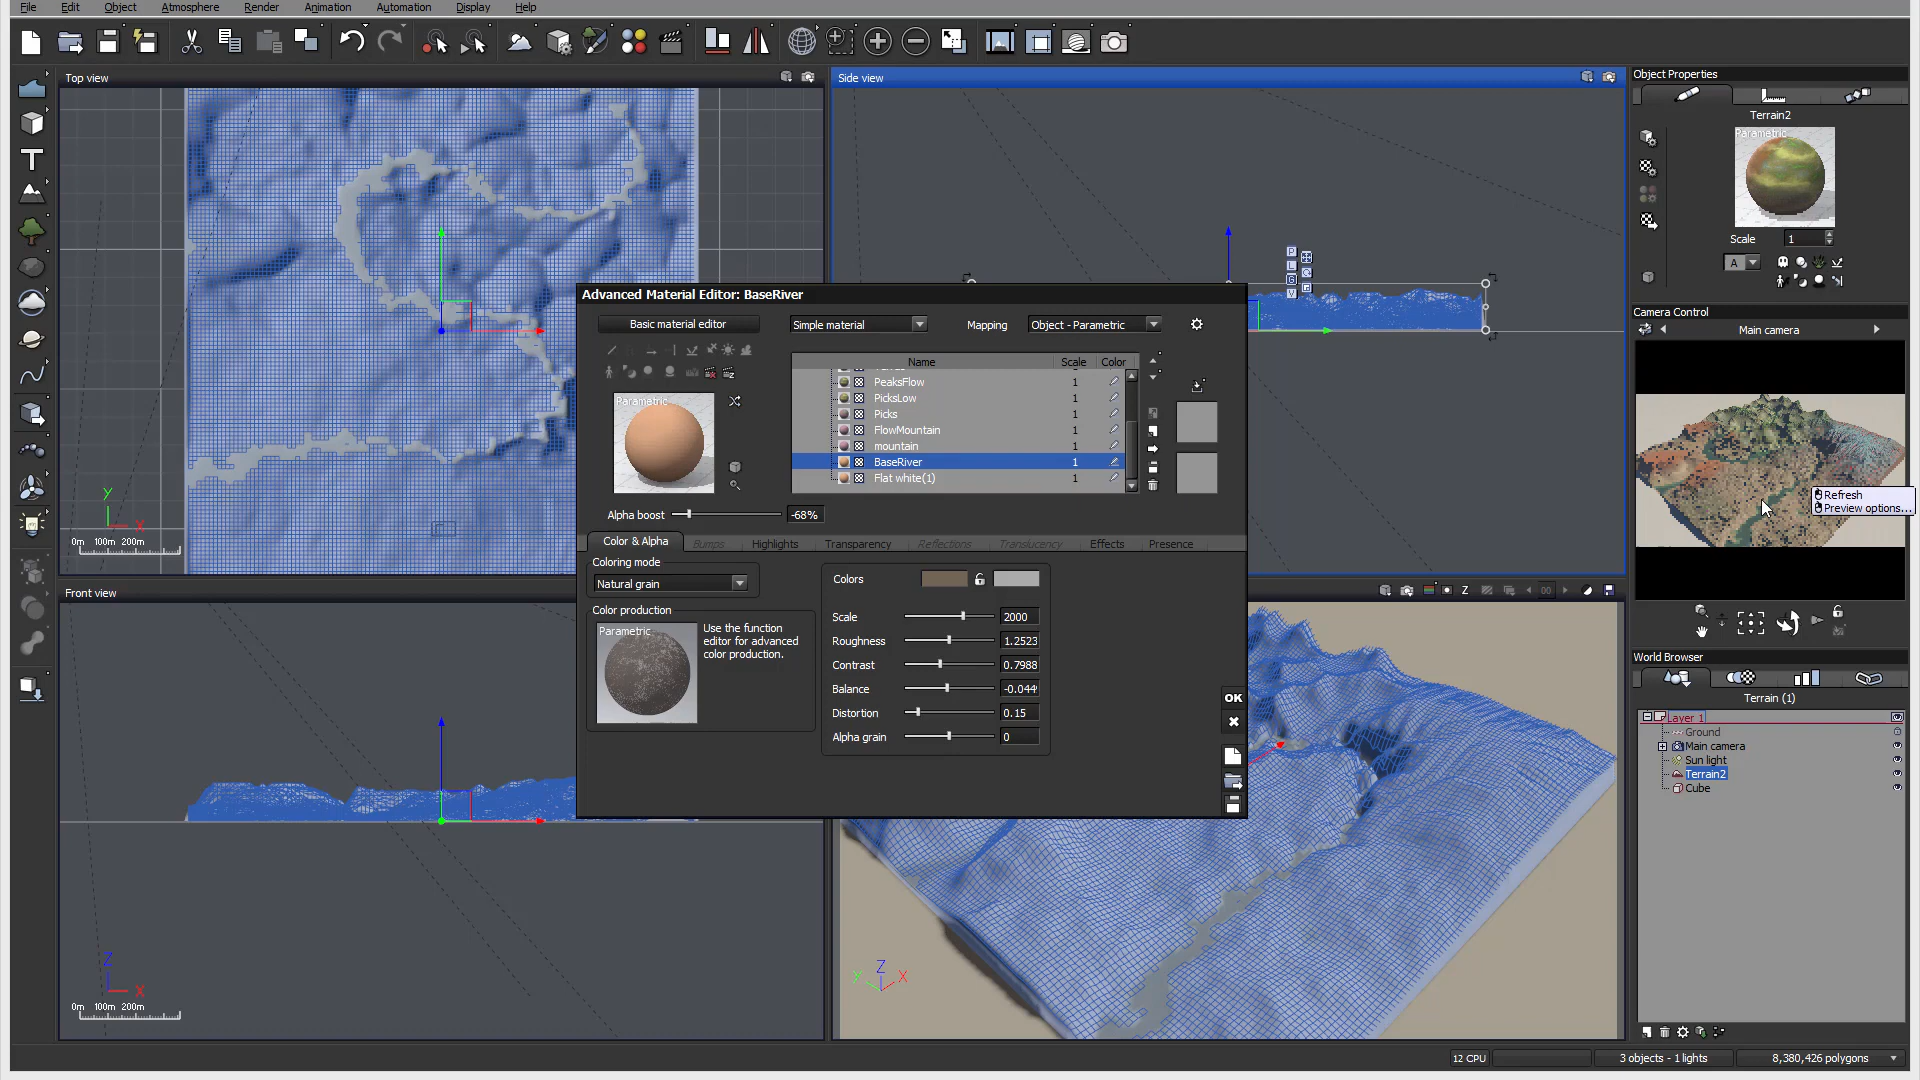 File Edit Object Atmosphere Render Animation Automation Display Help
Top view
Side view
Object Properties
Terrain2
Parametric
Scale 1
A
Camera Control
Main camera
Refresh
Preview options...
P
L
G
Y
X
0m 100m 200m
Advanced Material Editor: BaseRiver
Basic material editor
Simple material
Mapping
Object - Parametric
Name Scale Color
PeaksFlow 1
PicksLow 1
Picks 1
FlowMountain 1
mountain 1
BaseRiver 1
Flat white(1) 1
Parametric
Alpha boost -68%
Color & Alpha Bumps Highlights Transparency Reflections Translucency Effects Presence
Coloring mode
Natural grain
Color production
Parametric
Use the function
editor for advanced
color production.
Colors
Scale 2000
Roughness 1.2523
Contrast 0.7988
Balance -0.044
Distortion 0.15
Alpha grain 0
OK
Front view
Z
X
0m 100m 200m
Z
Y Z X
World Browser
Terrain (1)
Layer 1
Ground
Main camera
Sun light
Terrain2
Cube
12 CPU
3 objects - 1 lights
8,380,426 polygons